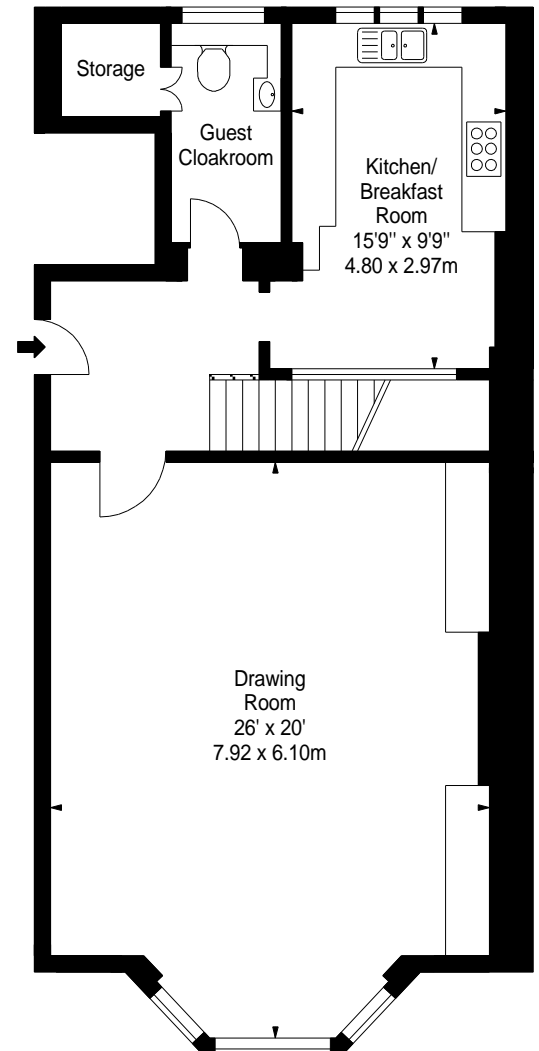 Storage
Guest
Cloakroom
Kitchen/
Breakfast
Room
15'9" x 9'9"
4.80 x 2.97m
Drawing
Room
26' x 20'
7.92 x 6.10m